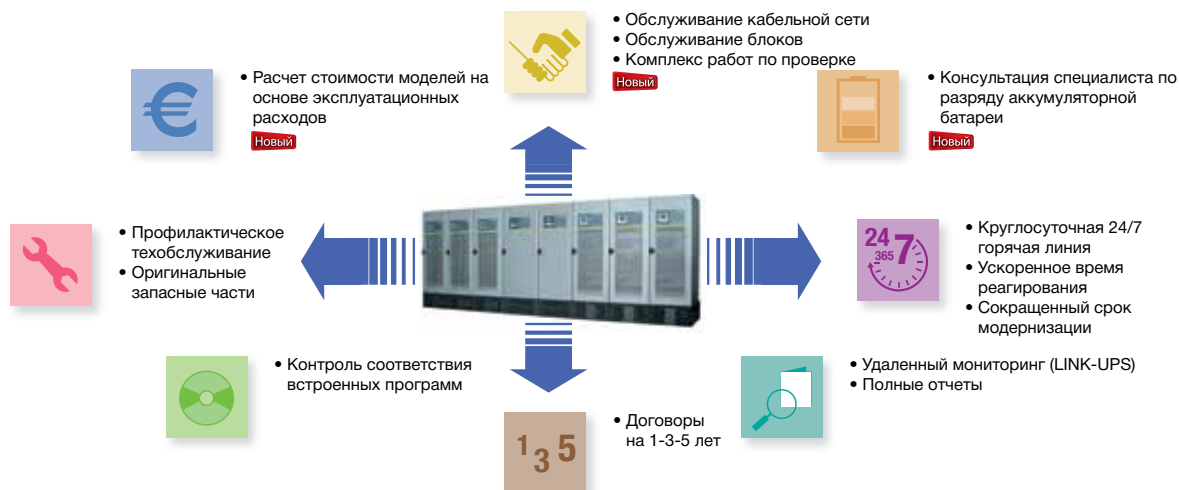 • Обслуживание кабельной сети
• Обслуживание блоков
• Комплекс работ по проверке
Новый
€
• Расчет стоимости моделей на
основе эксплуатационных
расходов
Новый
• Консультация специалиста по
разряду аккумуляторной
батареи
Новый
• Профилактическое
техобслуживание
• Оригинальные
запасные части
24
365 7
• Круглосуточная 24/7
горячая линия
• Ускоренное время
реагирования
• Сокращенный срок
модернизации
• Контроль соответствия
встроенных программ
• Удаленный мониторинг (LINK-UPS)
• Полные отчеты
1 3 5
• Договоры
на 1-3-5 лет